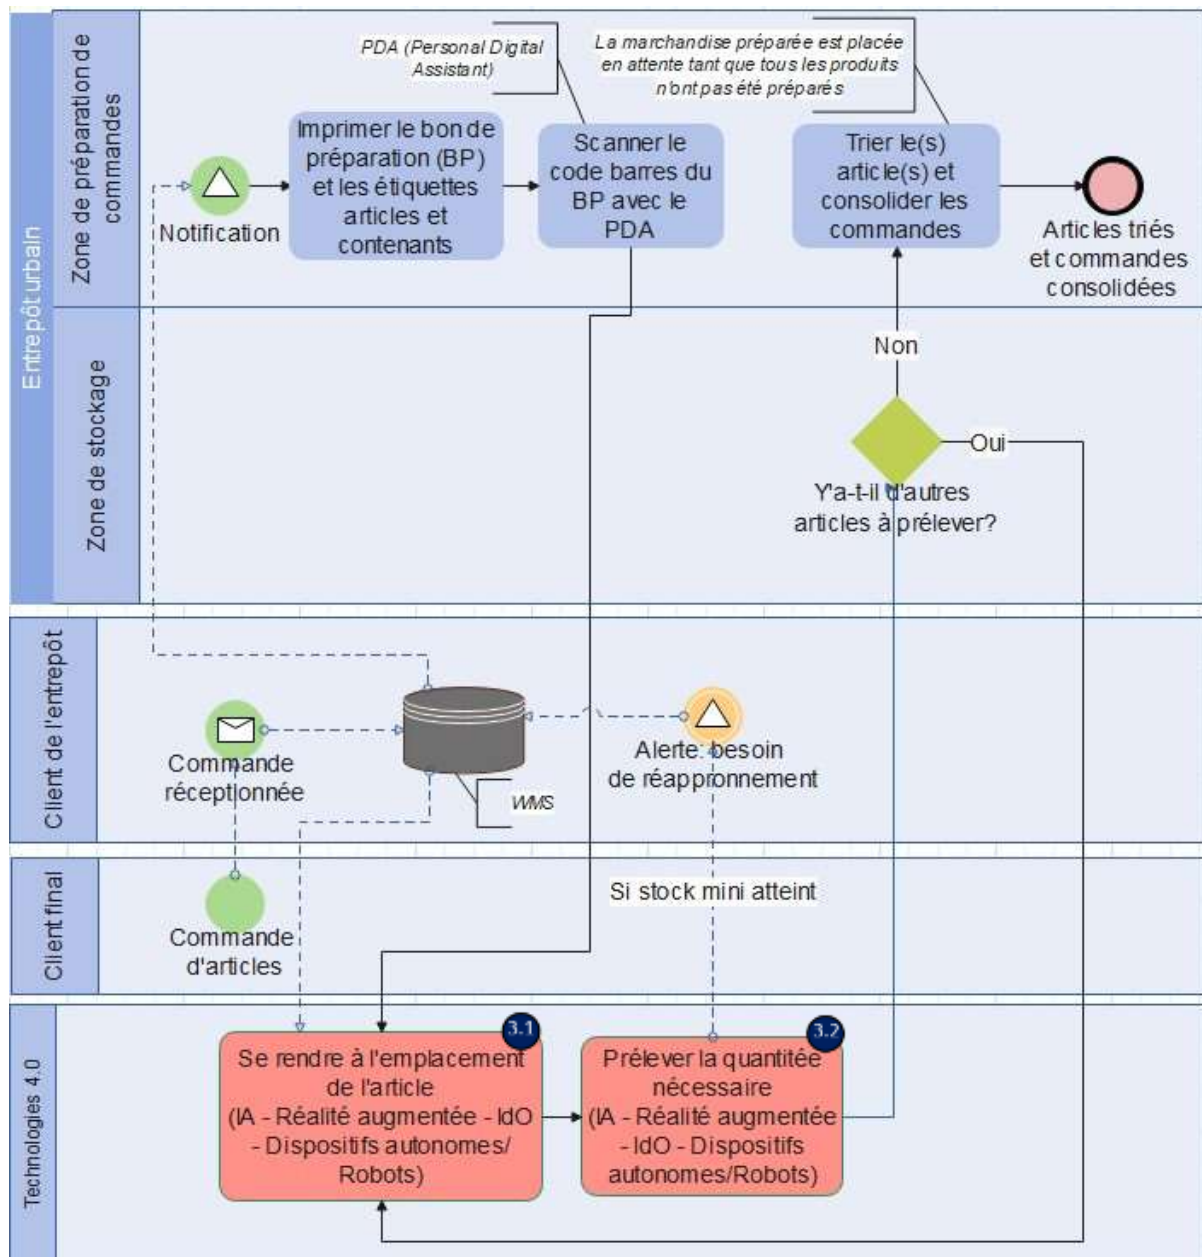 Entrepôt urbain
Zone de préparation de
commandes
PDA (Personal Digital
Assistant)
La marchandise préparée est placée
en attente tant que tous les produits
n'ont pas été préparés
Notification
Imprimer le bon de
préparation (BP)
et les étiquettes
articles et
contenants
Scanner le
code barres du
BP avec le
PDA
Trier le(s)
article(s) et
consolider les
commandes
Articles triés
et commandes
consolidées
Zone de stockage
Non
Oui
Y'a-t-il d'autres
articles à prélever?
Client de l'entrepôt
Commande
réceptionnée
WMS
Alerte: besoin
de réappronnement
Client final
Commande
d'articles
Si stock mini atteint
Technologies 4.0
3.1
Se rendre à l'emplacement
de l'article
(IA - Réalité augmentée - IdO
- Dispositifs autonomes/
Robots)
3.2
Prélever la quantitée
nécessaire
(IA - Réalité augmentée
- IdO - Dispositifs
autonomes/Robots)